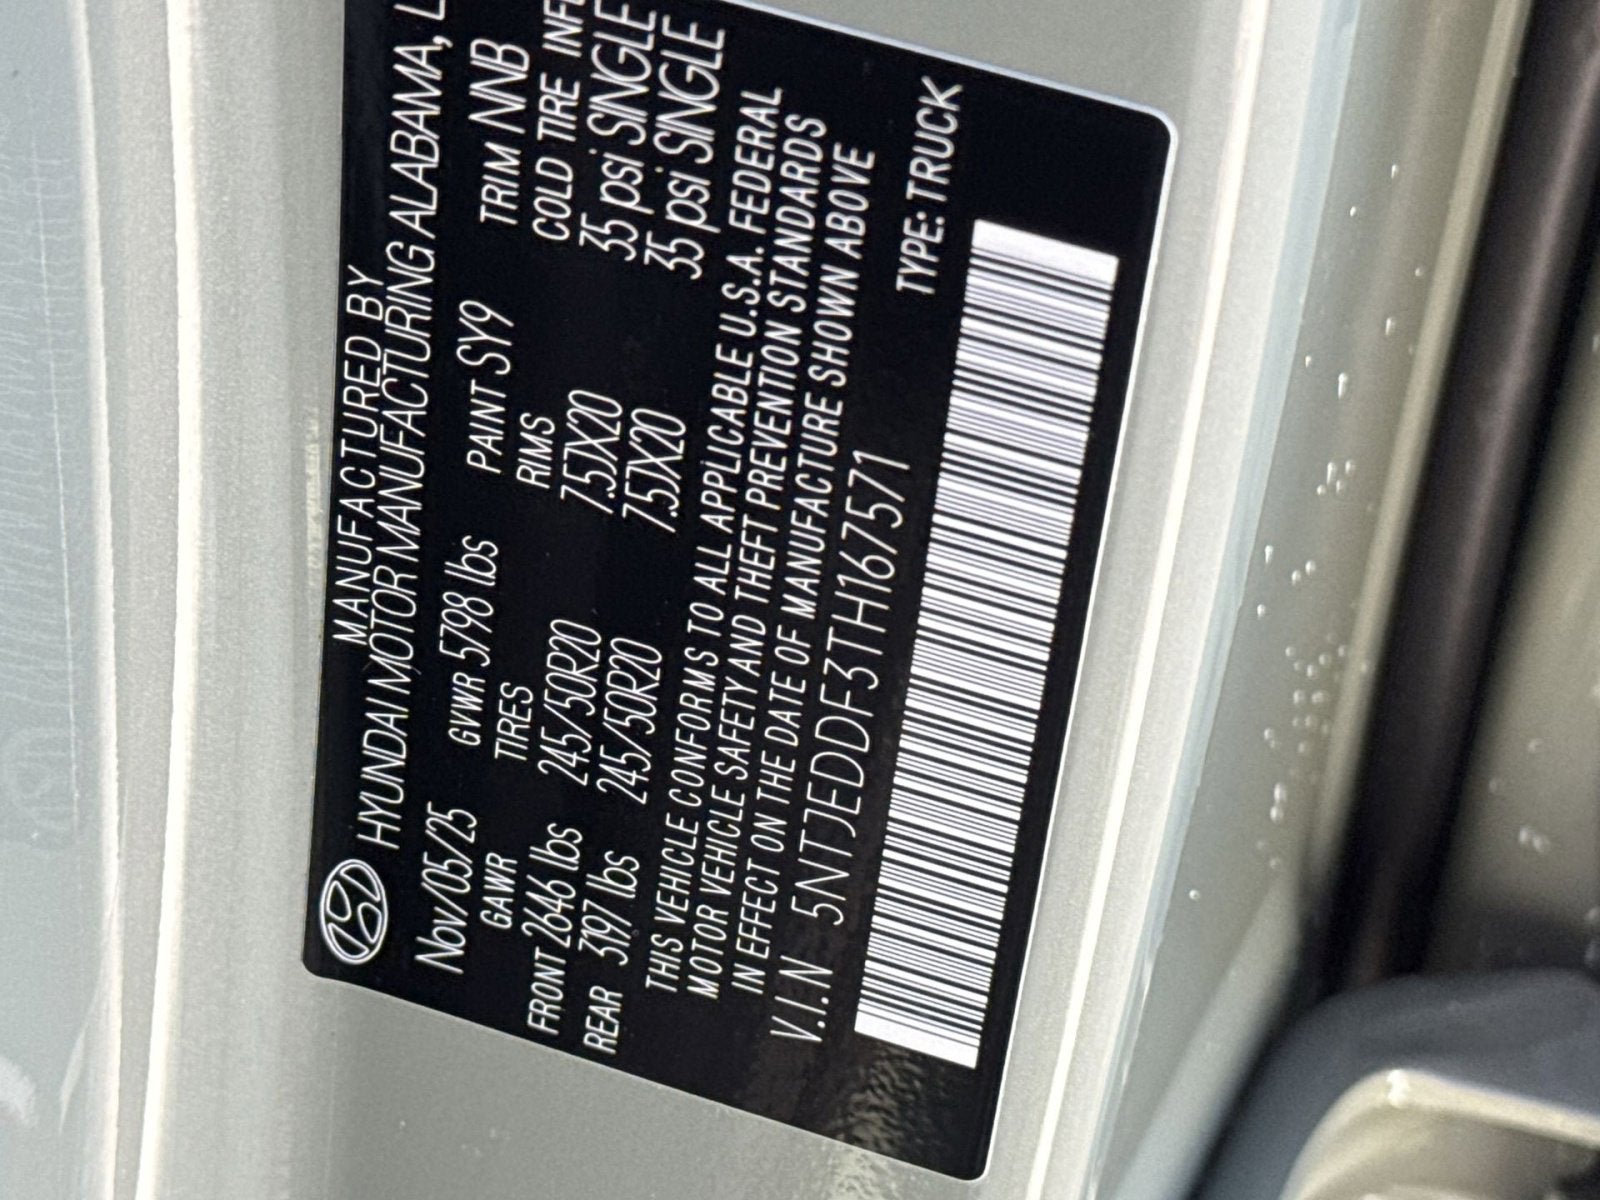 MANUFACTURED BY
HYUNDAI MOTOR MANUFACTURING ALABAMA, L
Nov/05/25 GVWR 5798 lbs PAINT SY9 TRIM NNB
GAWR TIRES RIMS COLD TIRE INFL
FRONT 2646 lbs 245/50R20 7.5JX20 35 psi SINGLE
REAR 3197 lbs 245/50R20 7.5JX20 35 psi SINGLE
THIS VEHICLE CONFORMS TO ALL APPLICABLE U.S.A. FEDERAL
MOTOR VEHICLE SAFETY AND THEFT PREVENTION STANDARDS
IN EFFECT ON THE DATE OF MANUFACTURE SHOWN ABOVE
V.I.N 5NTJEDDF3TH167571 TYPE: TRUCK